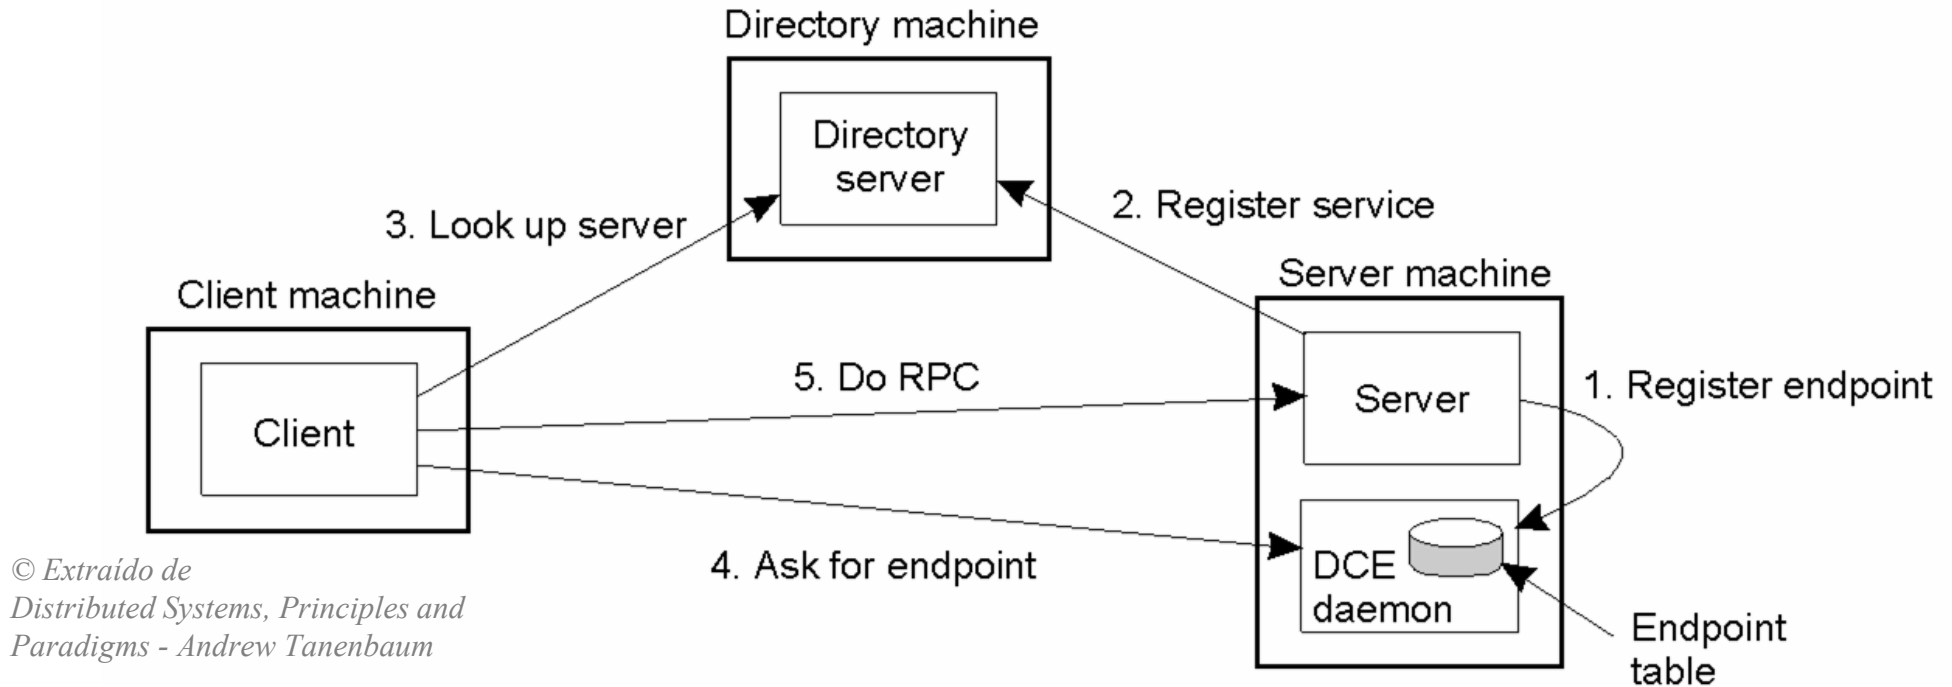 Directory machine
Directory
server
3. Look up server
2. Register service
Client machine
Server machine
Client
5. Do RPC
Server
1. Register endpoint
4. Ask for endpoint
DCE
daemon
Endpoint
table
© Extraído de
Distributed Systems, Principles and
Paradigms - Andrew Tanenbaum